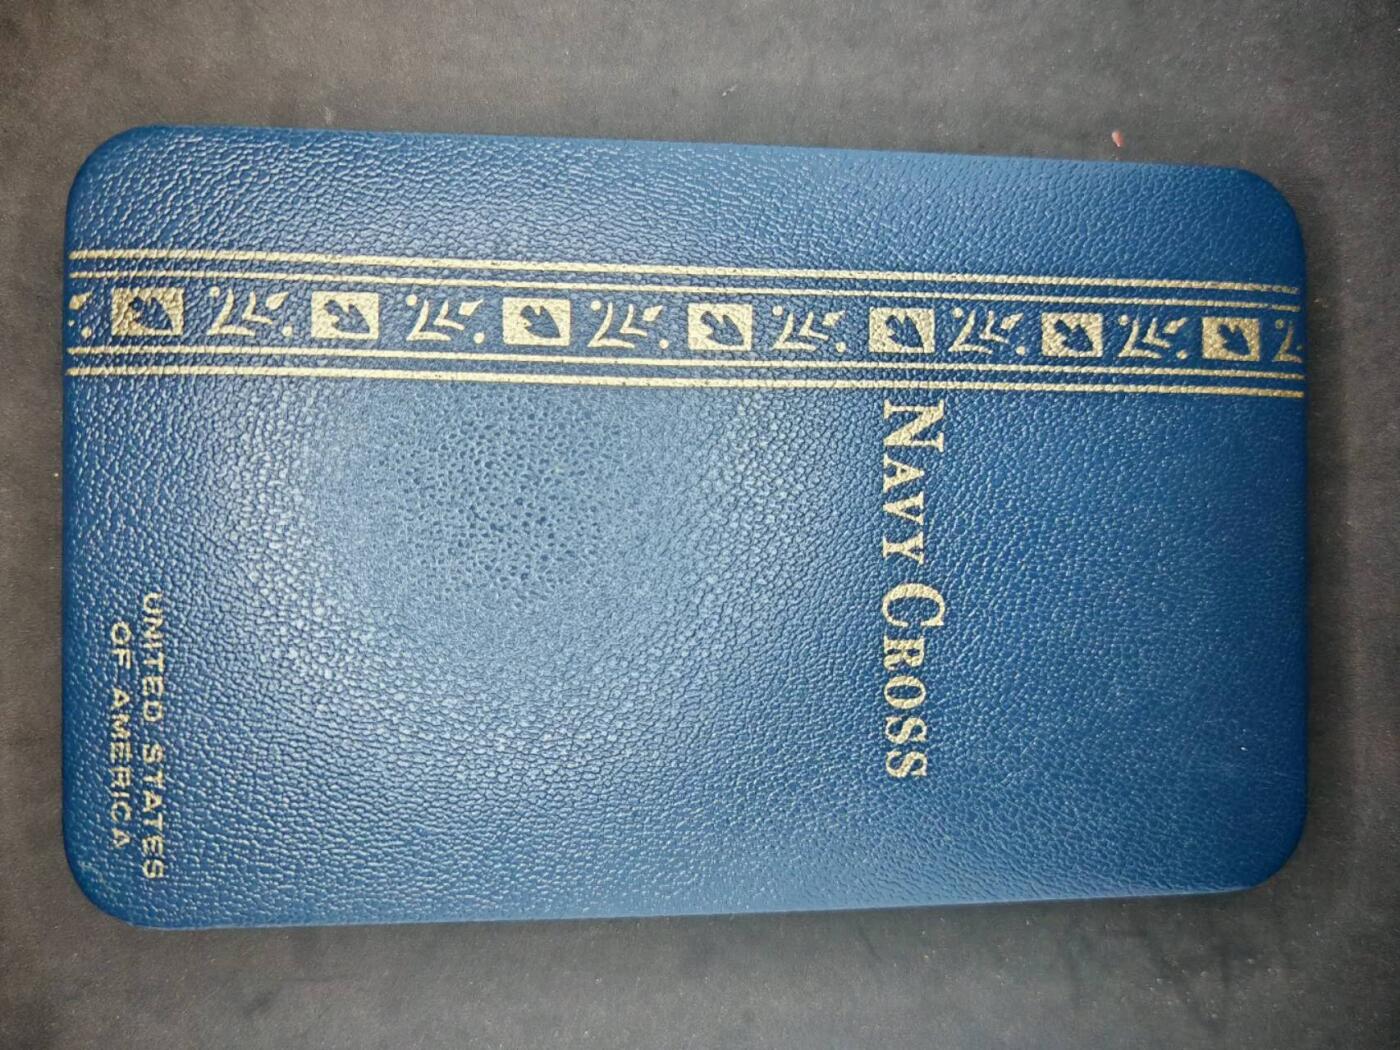 NAVY CROSS
UNITED STATES
OF AMERICA